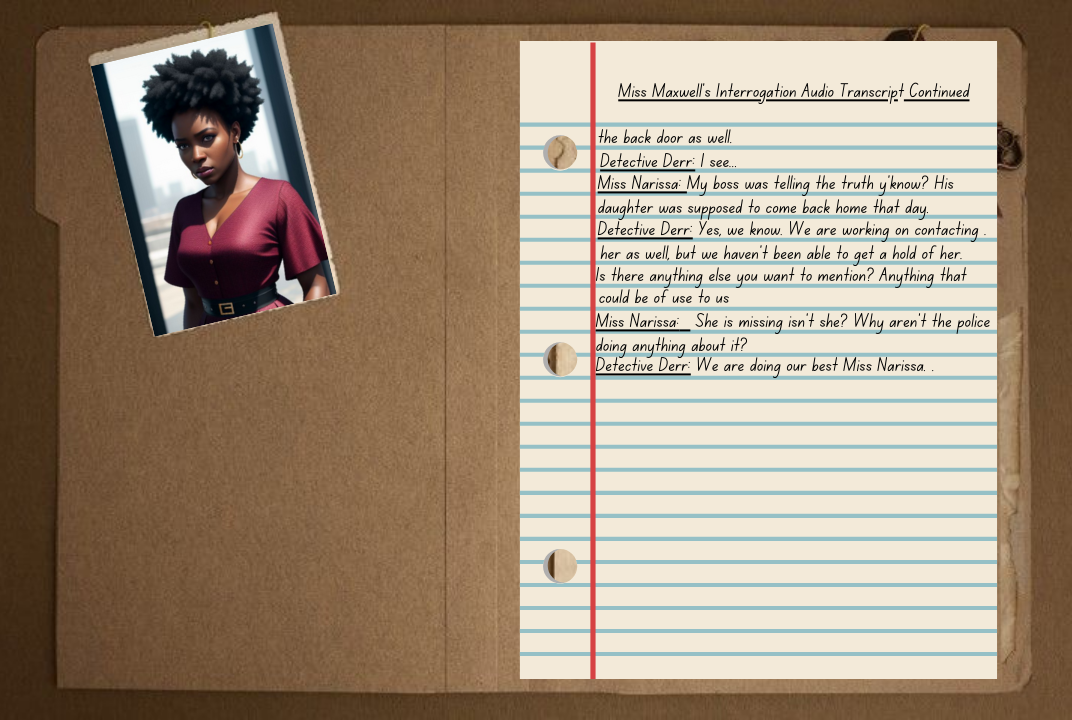 Miss Maxwell's Interrogation Audio Transcript Continued
the back door as well.
Detective Derr: I see...
Miss Narissa: My boss was telling the truth y'know? His
daughter was supposed to come back home that day.
Detective Derr: Yes, we know. We are working on contacting .
her as well, but we haven't been able to get a hold of her.
Is there anything else you want to mention? Anything that
could be of use to us
Miss Narissa: She is missing isn't she? Why aren't the police
doing anything about it?
Detective Derr: We are doing our best Miss Narissa. .